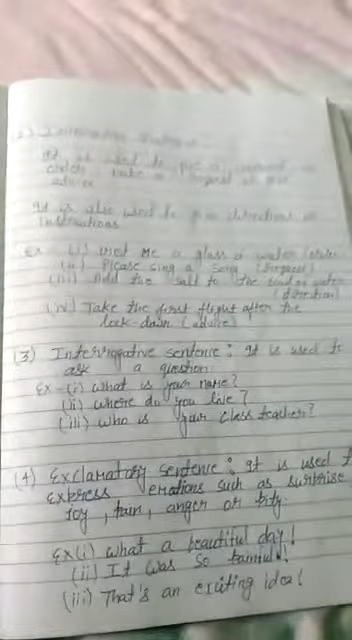 2) Imperative
It is used to give a command or
order, make a request or give
advice
It is also used to give directions or
instructions
Ex - (i) me a glass of water (order)
(ii) Please sing a song (request)
(iii) Add the salt to the water
(direction)
(iv) Take the first flight after the
lock-down (advice)
(3) Interrogative sentence: It is used to
ask a question
Ex - (i) What is your name?
(ii) Where do you live?
(iii) Who is your class teacher?
(4) Exclamatory sentence: It is used to
express emotions such as surprise
Joy, , anger or pity.
Ex (i) What a beautiful day!
(ii) It was so !
(iii) That's an exciting idea!